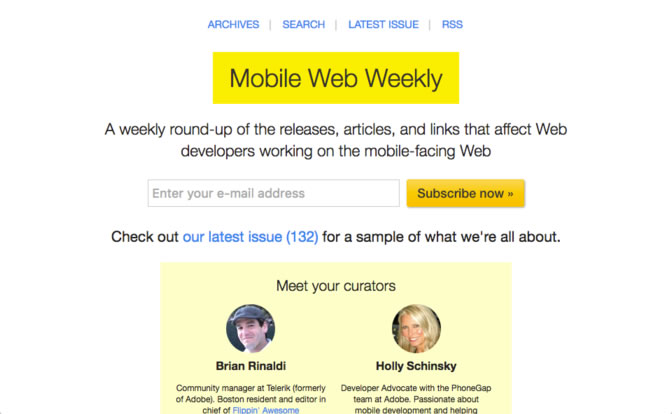 ARCHIVES | SEARCH | LATEST ISSUE | RSS
Mobile Web Weekly
A weekly round-up of the releases, articles, and links that affect Web
developers working on the mobile-facing Web
Enter your e-mail address
Subscribe now »
Check out our latest issue (132) for a sample of what we're all about.
Meet your curators
Brian Rinaldi
Community manager at Telerik (formerly
of Adobe). Boston resident and editor in
chief of Flippin' Awesome
Holly Schinsky
Developer Advocate with the PhoneGap
team at Adobe. Passionate about
mobile development and helping